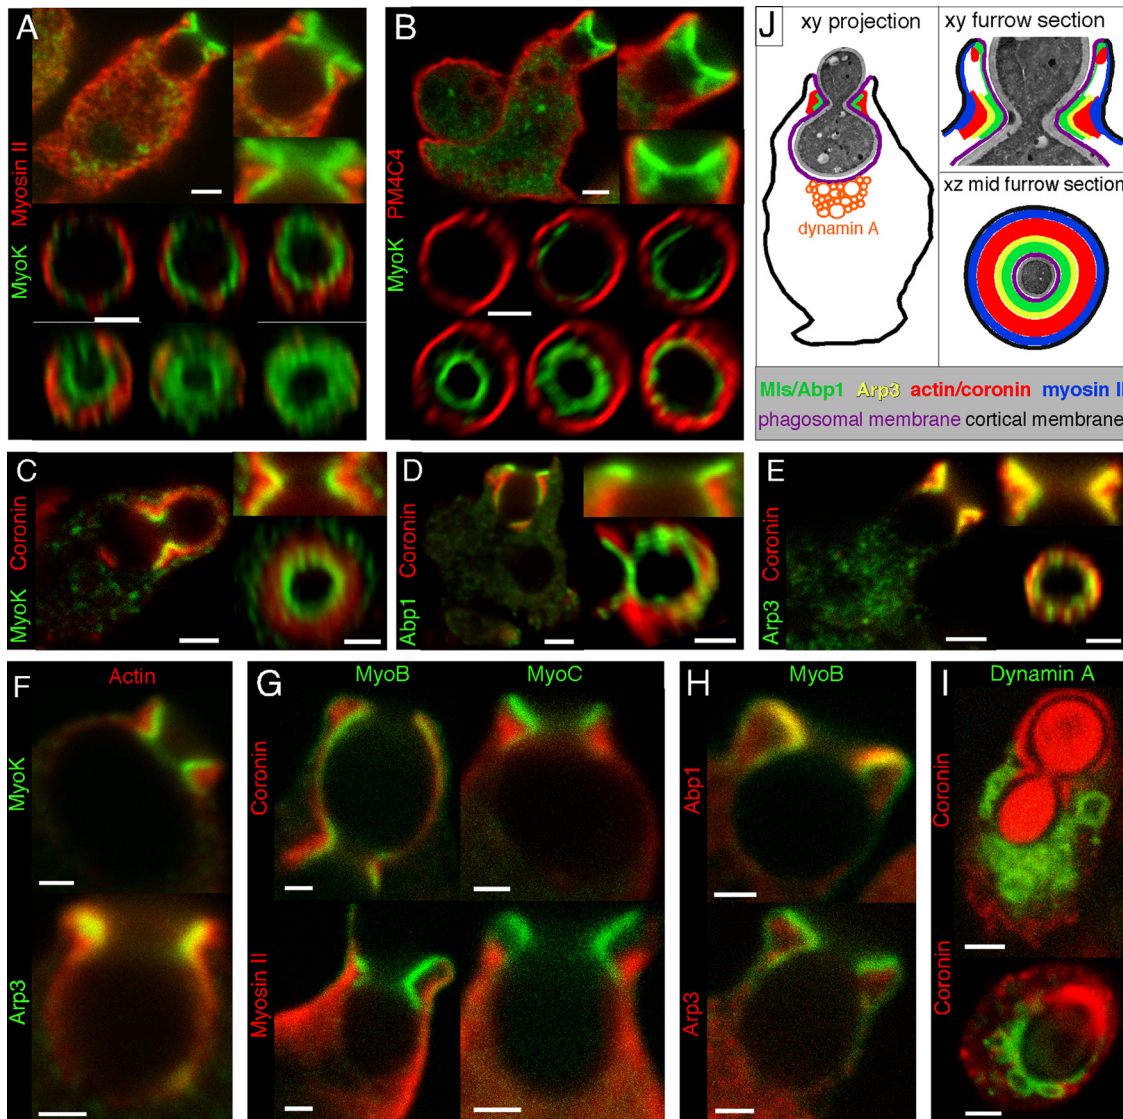 A
MyoK Myosin II
B
MyoK PM4C4
J
xy projection
dynamin A
xy furrow section
xz mid furrow section
MIs/Abp1 Arp3 actin/coronin myosin II
phagosomal membrane cortical membrane
C
MyoK Coronin
D
Abp1 Coronin
E
Arp3 Coronin
F
Actin
MyoK
Arp3
G
MyoB MyoC
Coronin
Myosin II
H
MyoB
Abp1
Arp3
I
Dynamin A
Coronin
Coronin